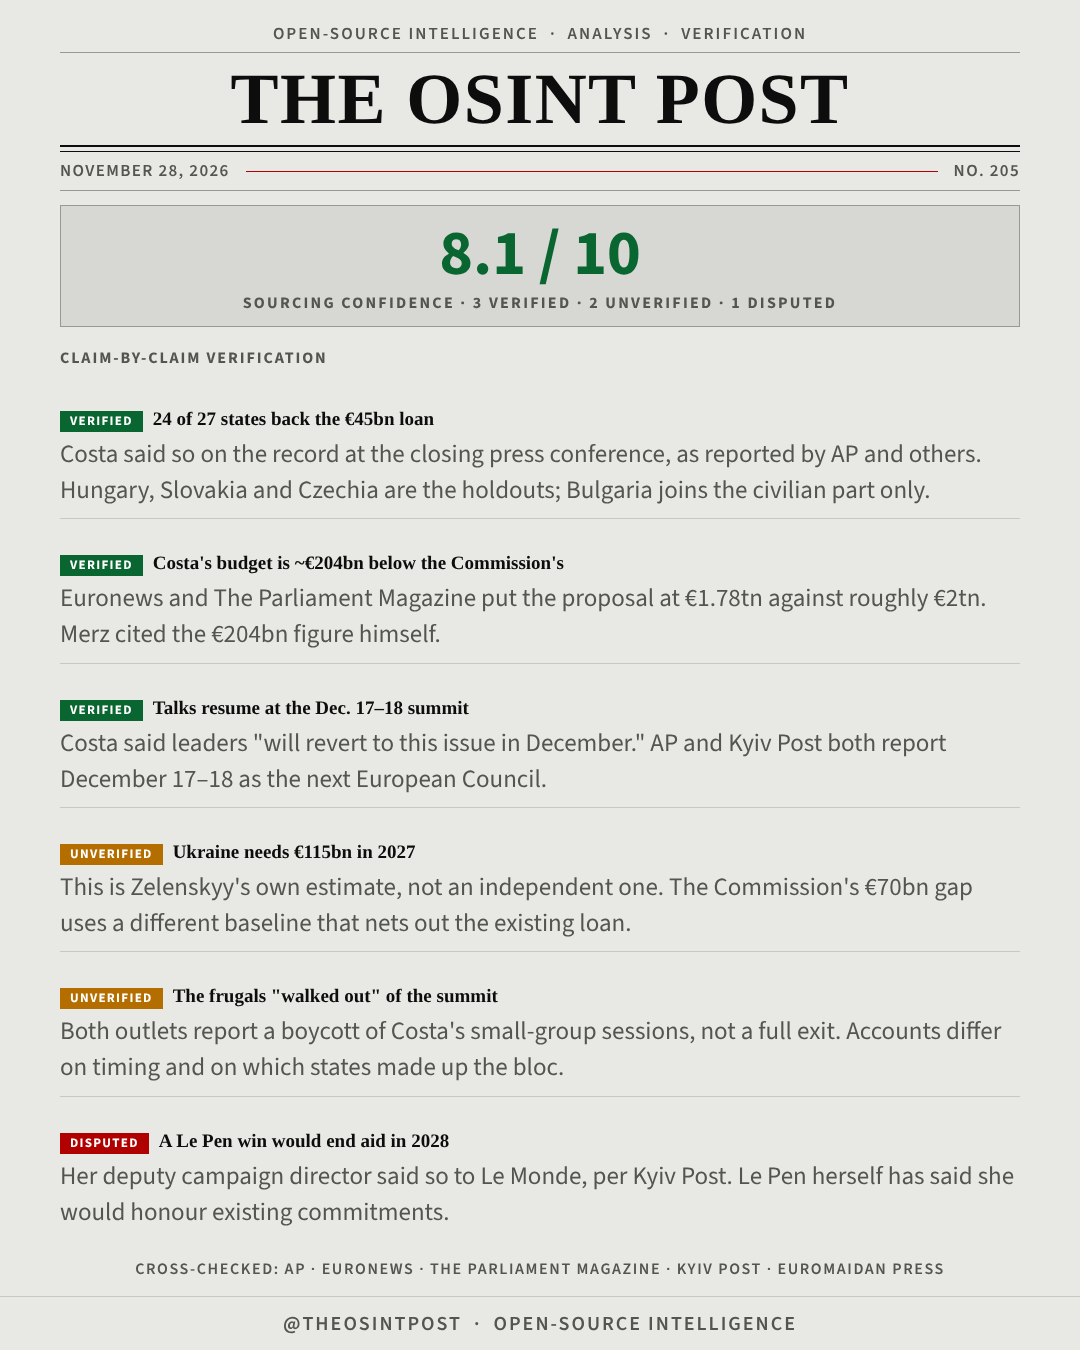 OPEN-SOURCE INTELLIGENCE · ANALYSIS · VERIFICATION
THE OSINT POST
NOVEMBER 28, 2026 NO. 205
8.1 / 10
SOURCING CONFIDENCE · 3 VERIFIED · 2 UNVERIFIED · 1 DISPUTED
CLAIM-BY-CLAIM VERIFICATION
VERIFIED 24 of 27 states back the €45bn loan
Costa said so on the record at the closing press conference, as reported by AP and others.
Hungary, Slovakia and Czechia are the holdouts; Bulgaria joins the civilian part only.
VERIFIED Costa's budget is ~€204bn below the Commission's
Euronews and The Parliament Magazine put the proposal at €1.78tn against roughly €2tn.
Merz cited the €204bn figure himself.
VERIFIED Talks resume at the Dec. 17–18 summit
Costa said leaders "will revert to this issue in December." AP and Kyiv Post both report
December 17–18 as the next European Council.
UNVERIFIED Ukraine needs €115bn in 2027
This is Zelenskyy's own estimate, not an independent one. The Commission's €70bn gap
uses a different baseline that nets out the existing loan.
UNVERIFIED The frugals "walked out" of the summit
Both outlets report a boycott of Costa's small-group sessions, not a full exit. Accounts differ
on timing and on which states made up the bloc.
DISPUTED A Le Pen win would end aid in 2028
Her deputy campaign director said so to Le Monde, per Kyiv Post. Le Pen herself has said she
would honour existing commitments.
CROSS-CHECKED: AP · EURONEWS · THE PARLIAMENT MAGAZINE · KYIV POST · EUROMAIDAN PRESS
@THEOSINTPOST · OPEN-SOURCE INTELLIGENCE